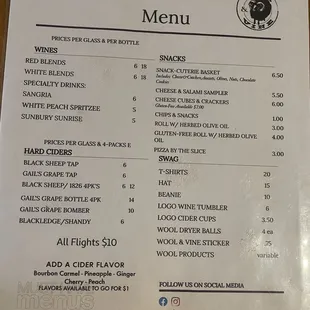 Menu
PRICES PER GLASS & PER BOTTLE
WINES
RED BLENDS 6 18
WHITE BLENDS 6 18
SPECIALTY DRINKS:
SANGRIA 6
WHITE PEACH SPRITZEE 5
SUNBURY SUNRISE 5
PRICES PER GLASS & 4-PACKS E
HARD CIDERS
BLACK SHEEP TAP 6
GAIL'S GRAPE TAP 6
BLACK SHEEP/ 1826 4PK'S 6 12
GAIL'S GRAPE BOTTLE 4PK 14
GAIL'S GRAPE BOMBER 10
BLACKLEDGE/SHANDY 6
All Flights $10
ADD A CIDER FLAVOR
Bourbon Carmel - Pineapple - Ginger
Cherry - Peach
FLAVORS AVAILABLE TO GO FOR $1
SNACKS
SNACK-CUTERIE BASKET 6.50
CHEESE & SALAMI SAMPLER 5.50
CHEESE CUBES & CRACKERS 6.00
Gluten-Free Available
CHIPS & SNACKS 1.00
ROLL W/ HERBED OLIVE OIL 3.00
GLUTEN-FREE ROLL W/ HERBED OLIVE 4.00
OIL
PIZZA BY THE SLICE 3.00
SWAG
T-SHIRTS 20
HAT 15
BEANIE 10
LOGO WINE TUMBLER 6
LOGO CIDER CUPS 3.50
WOOL DRYER BALLS 4 ea
WOOL & VINE STICKER .75
WOOL PRODUCTS variable
FOLLOW US ON SOCIAL MEDIA